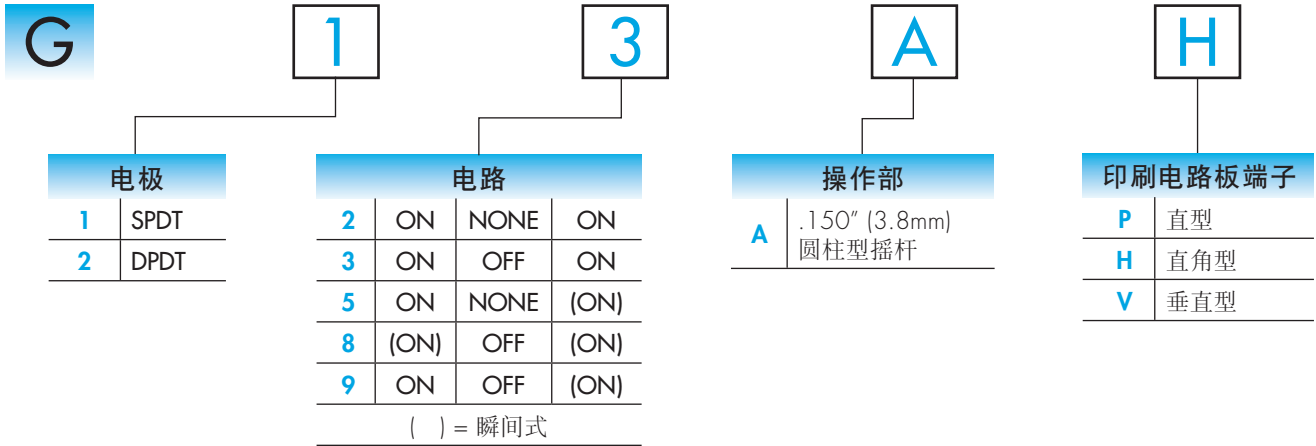 G 1 3 A H
电极
1 SPDT
2 DPDT
电路
2 ON NONE ON
3 ON OFF ON
5 ON NONE (ON)
8 (ON) OFF (ON)
9 ON OFF (ON)
( ) = 瞬间式
操作部
A .150" (3.8mm)
圆柱型摇杆
印刷电路板端子
P 直型
H 直角型
V 垂直型